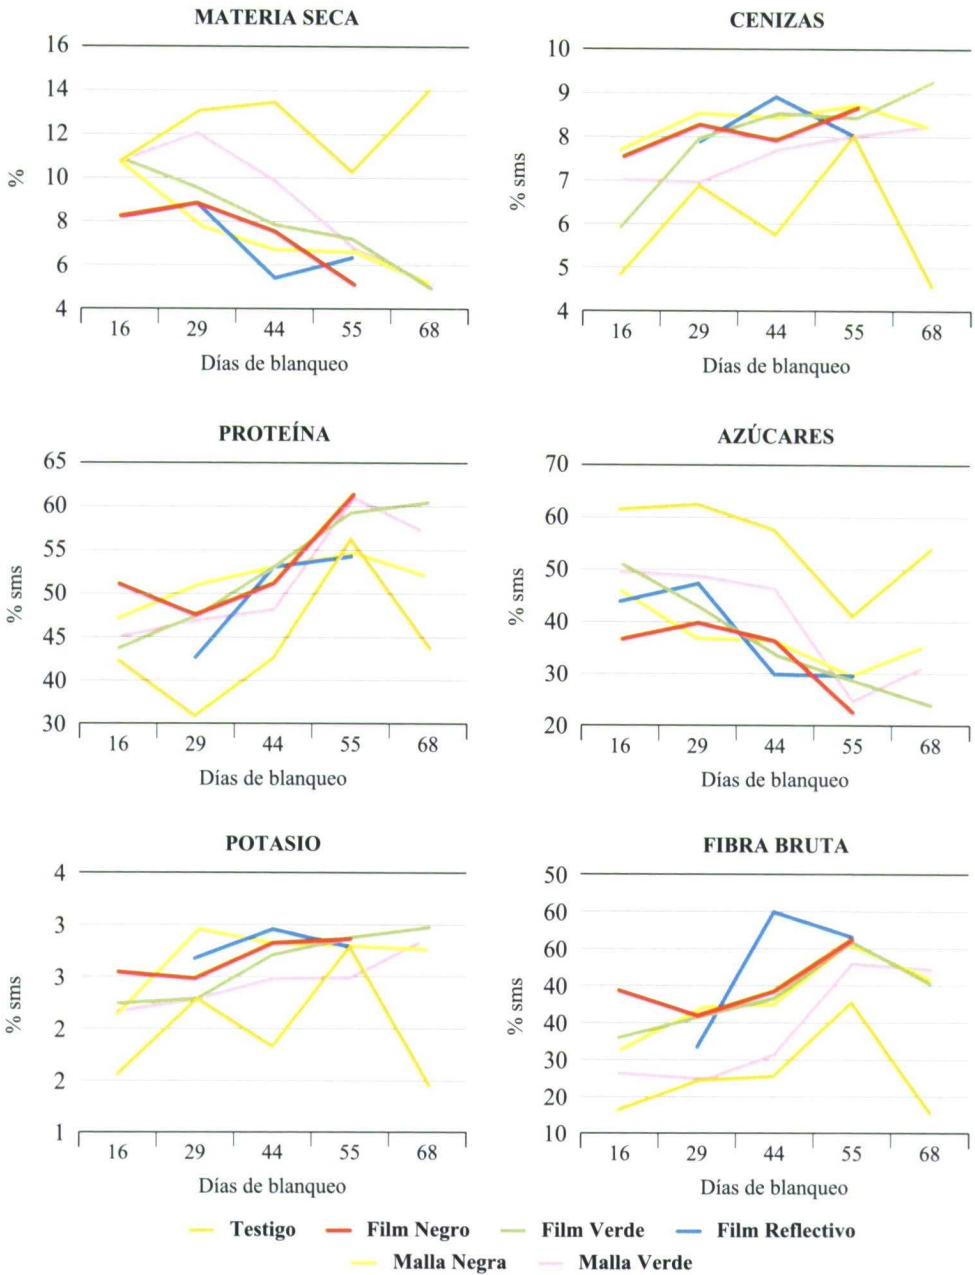 MATERIA SECA
16
14
12
10
8
6
4
%
16 29 44 55 68
Días de blanqueo
CENIZAS
10
9
8
7
6
5
4
% sms
16 29 44 55 68
Días de blanqueo
PROTEÍNA
65
60
55
50
45
40
30
% sms
16 29 44 55 68
Días de blanqueo
AZÚCARES
70
60
50
40
30
20
% sms
16 29 44 55 68
Días de blanqueo
POTASIO
4
3
3
2
2
1
% sms
16 29 44 55 68
Días de blanqueo
FIBRA BRUTA
50
60
60
40
40
30
20
10
% sms
16 29 44 55 68
Días de blanqueo
Testigo Film Negro Film Verde Film Reflectivo
Malla Negra Malla Verde